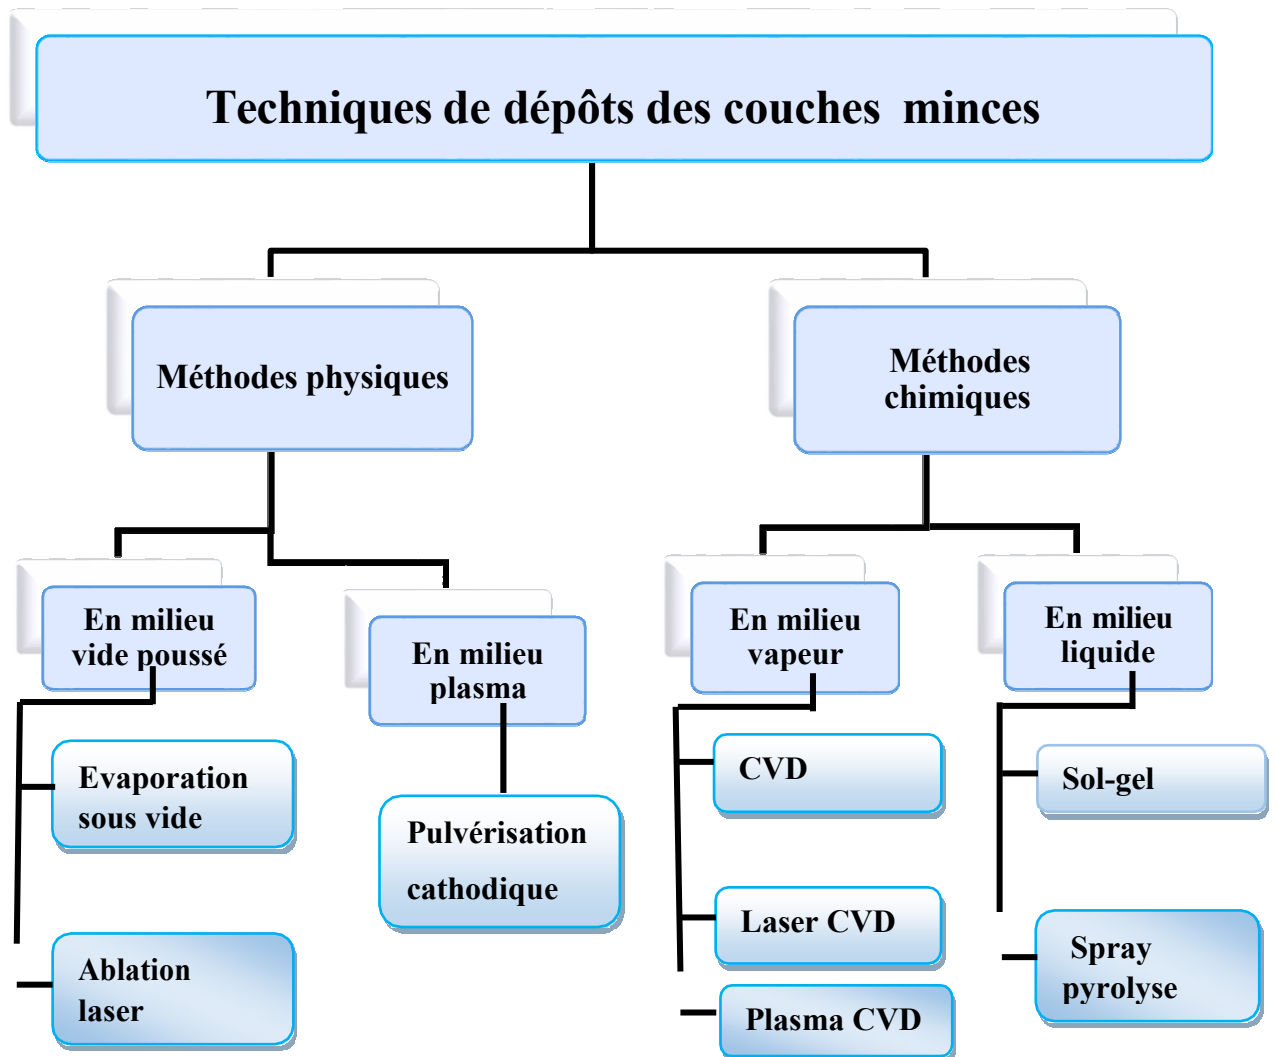 Techniques de dépôts des couches minces
Méthodes physiques
Méthodes
chimiques
En milieu
vide poussé
En milieu
plasma
En milieu
vapeur
En milieu
liquide
Evaporation
sous vide
Ablation
laser
Pulvérisation
cathodique
CVD
Laser CVD
Plasma CVD
Sol-gel
Spray
pyrolyse